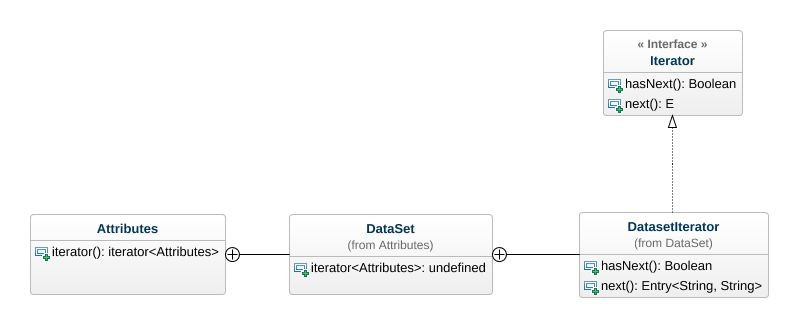 « Interface »
Iterator
hasNext(): Boolean
next(): E
Attributes
iterator(): iterator<Attributes>
DataSet
(from Attributes)
iterator<Attributes>: undefined
DatasetIterator
(from DataSet)
hasNext(): Boolean
next(): Entry<String, String>